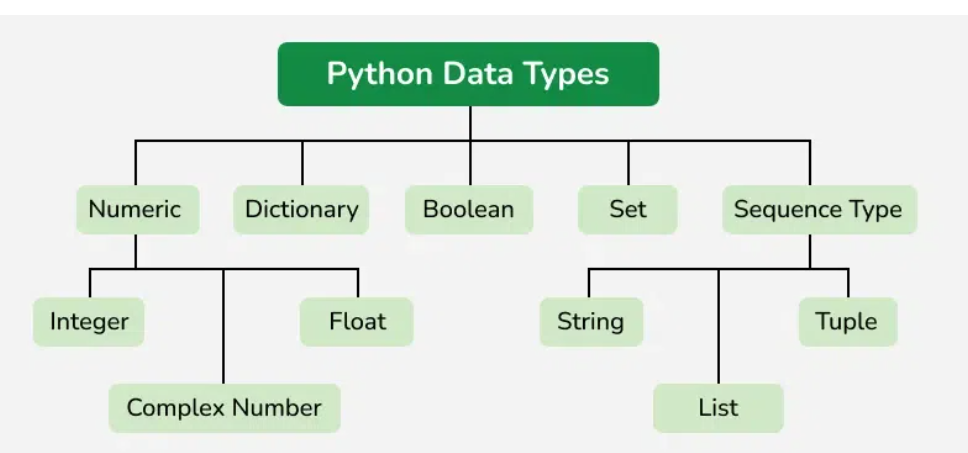 Python Data Types
Numeric
Dictionary
Boolean
Set
Sequence Type
Integer
Float
String
Tuple
Complex Number
List